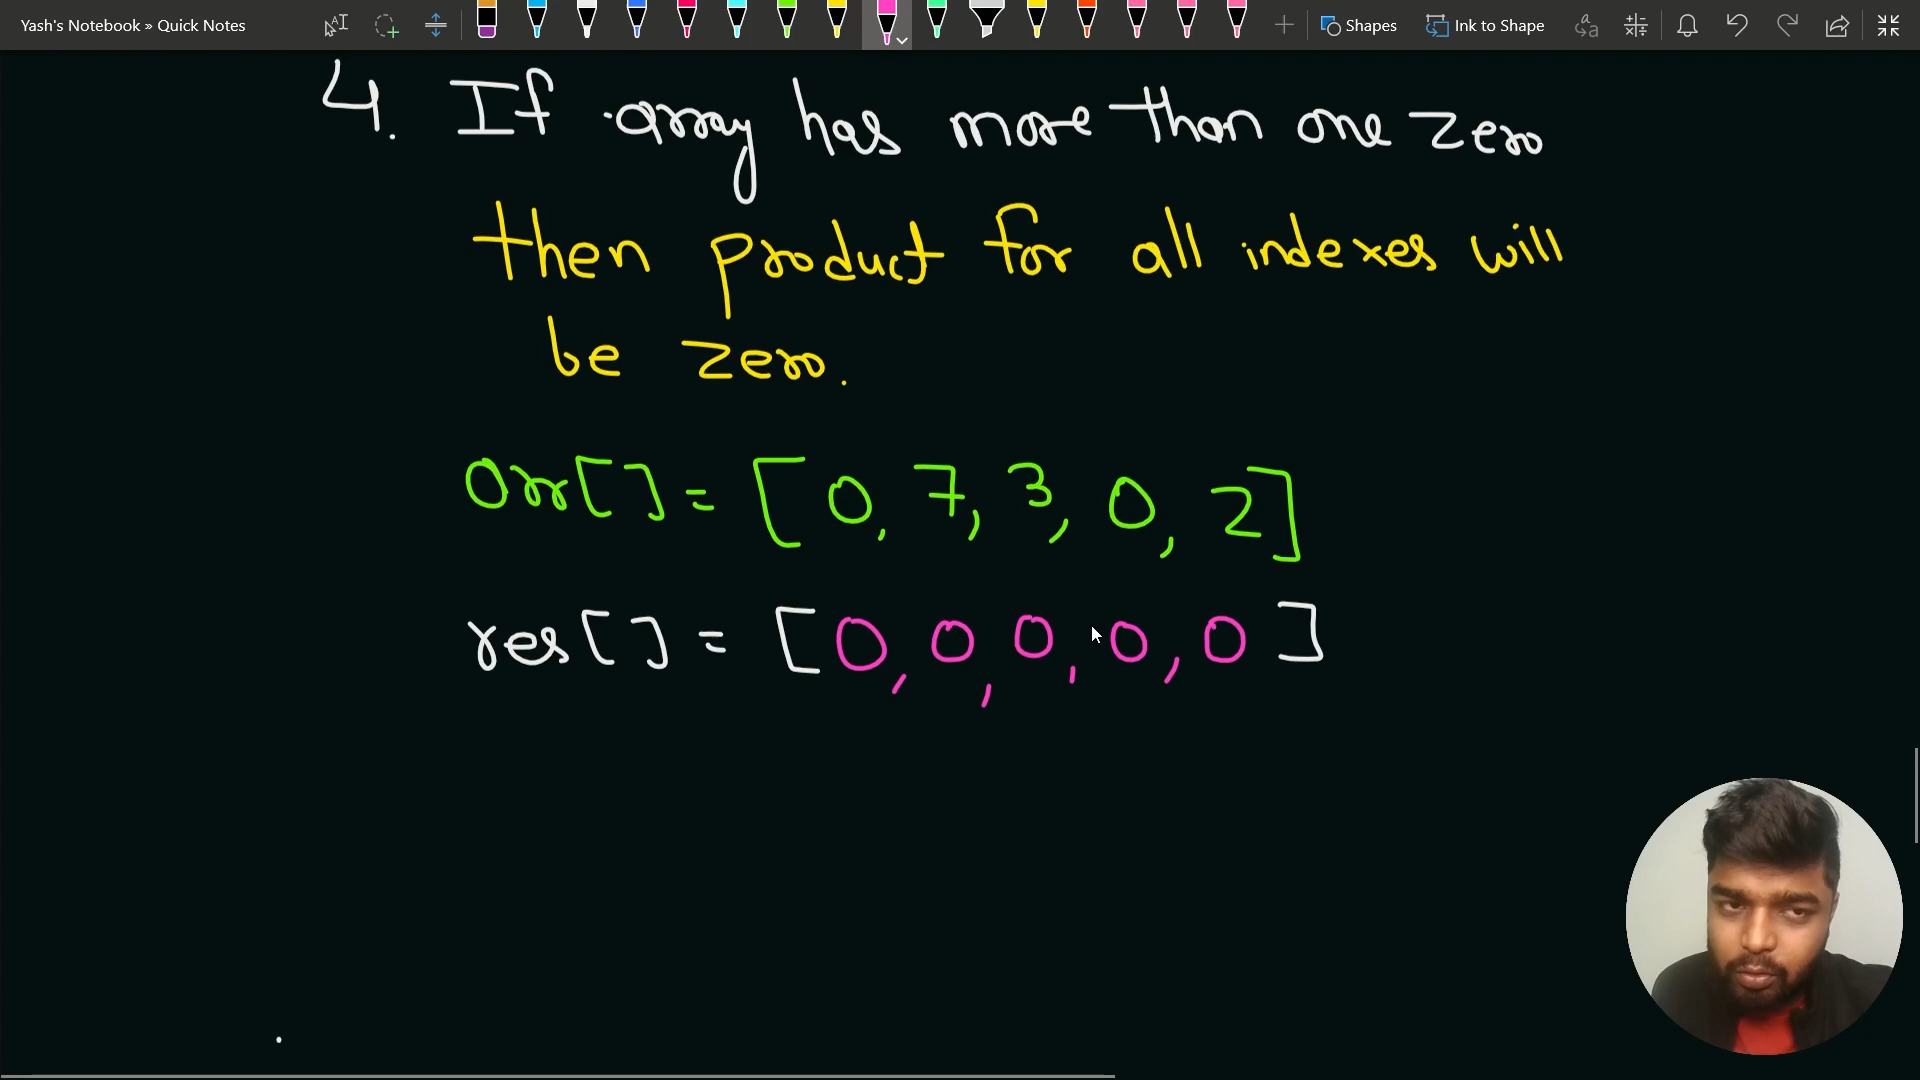 Yash's Notebook » Quick Notes
Shapes
Ink to Shape
4. If array has more than one zero
then product for all indexes will
be zero.
arr[] = [0, 7, 3, 0, 2]
res[] = [0, 0, 0, 0, 0]